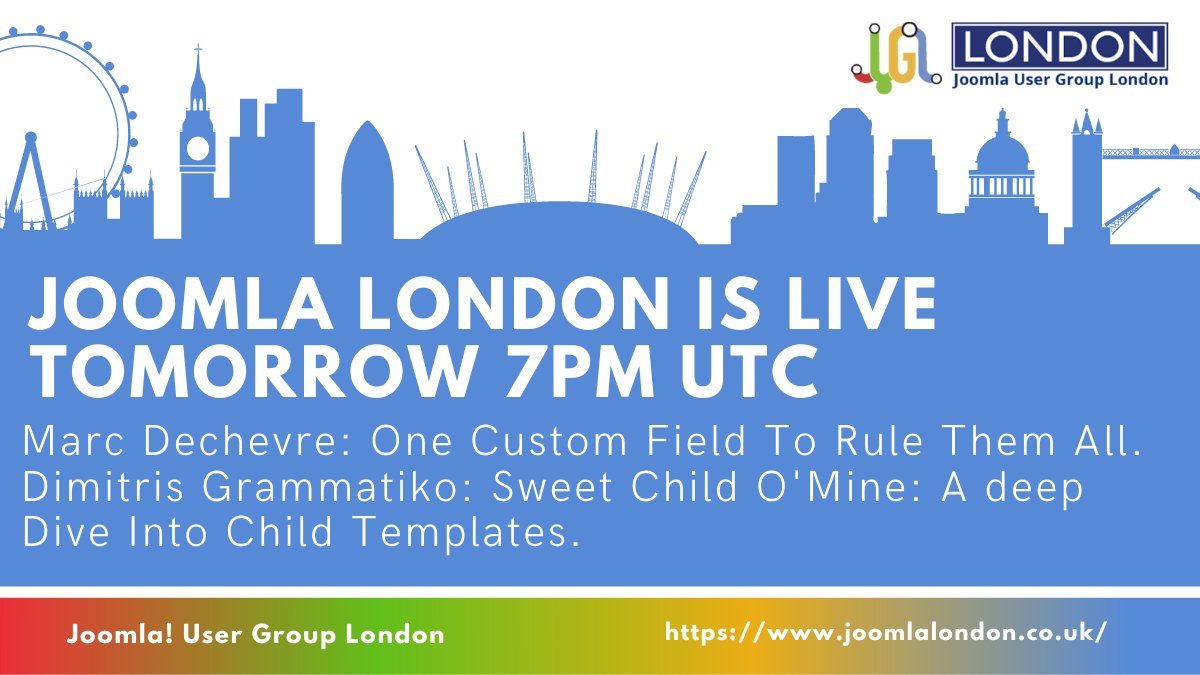 JGL
LONDON
Joomla User Group London
JOOMLA LONDON IS LIVE
TOMORROW 7PM UTC
Marc Dechevre: One Custom Field To Rule Them All.
Dimitris Grammatiko: Sweet Child O'Mine: A deep
Dive Into Child Templates.
Joomla! User Group London
https://www.joomlalondon.co.uk/